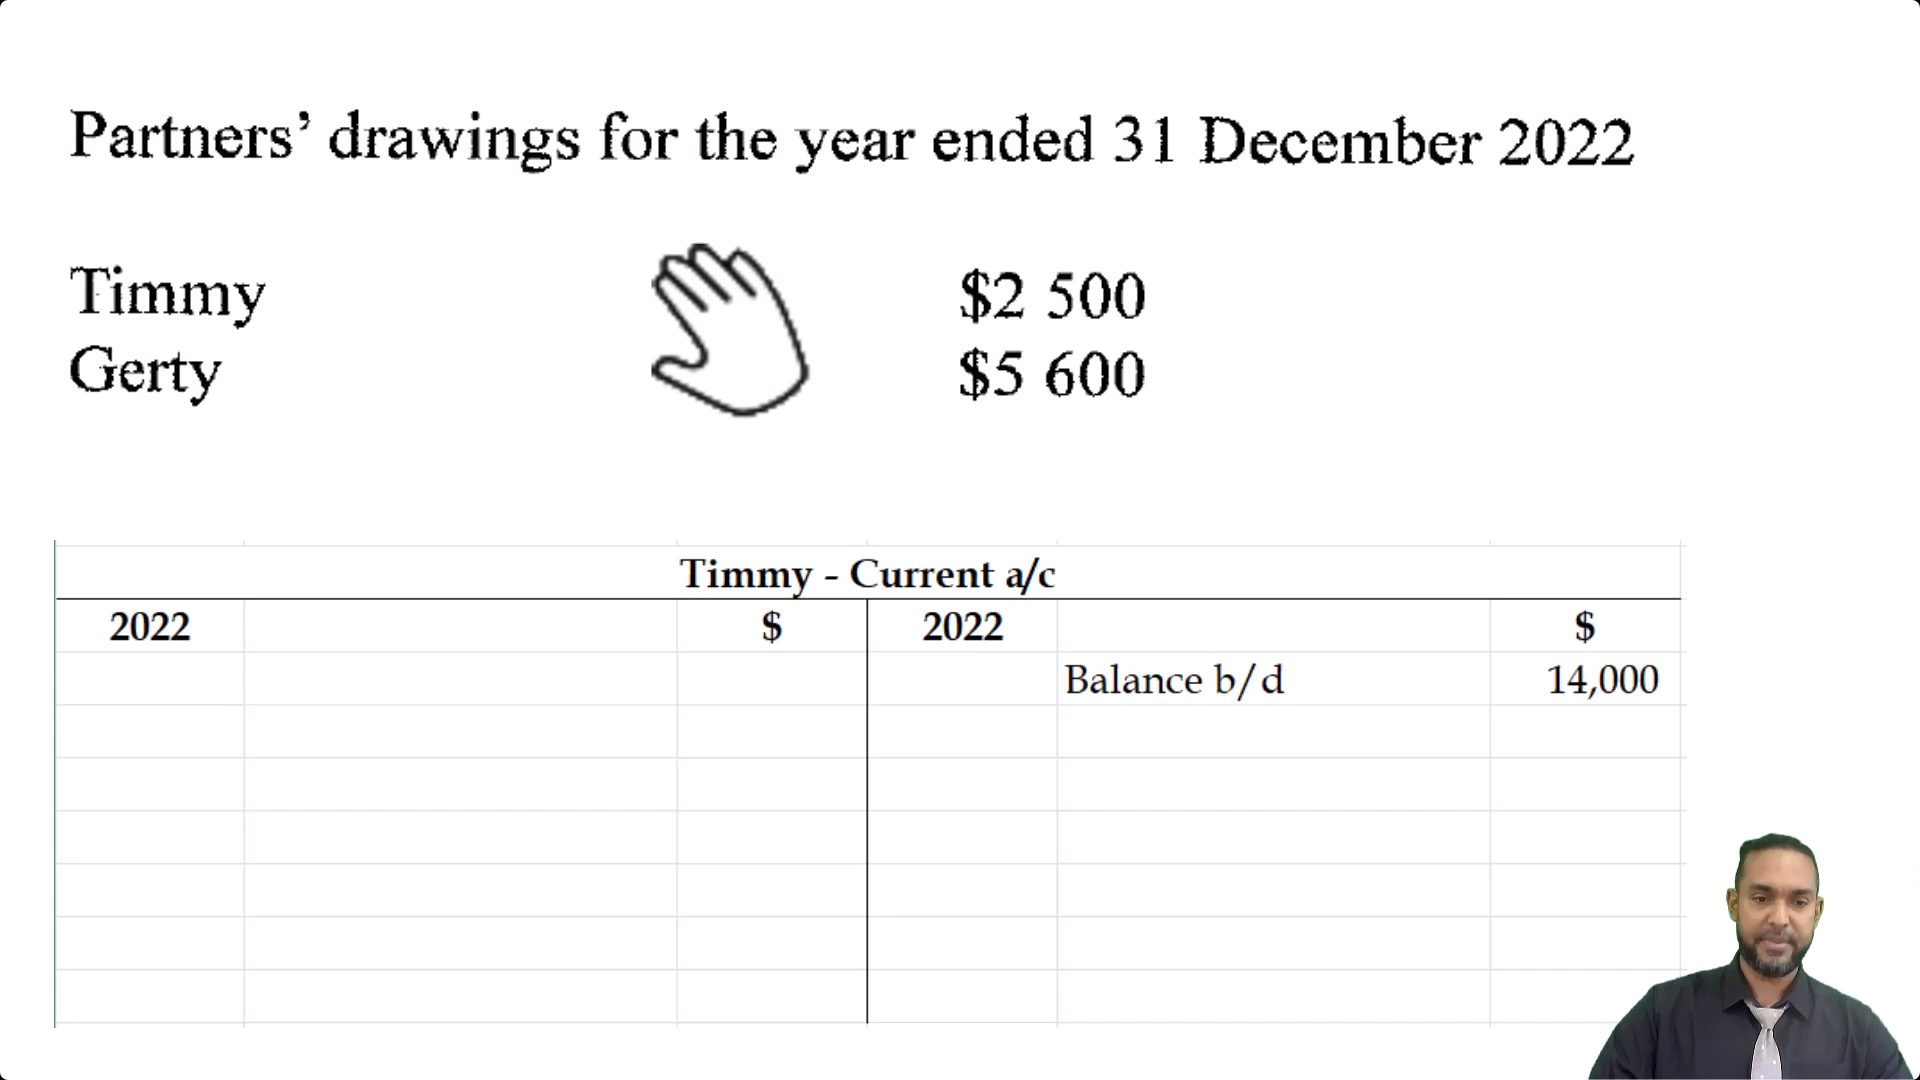 Partners’ drawings for the year ended 31 December 2022
Timmy $2 500
Gerty $5 600
Timmy - Current a/c
2022 $ 2022 $
Balance b/d 14,000